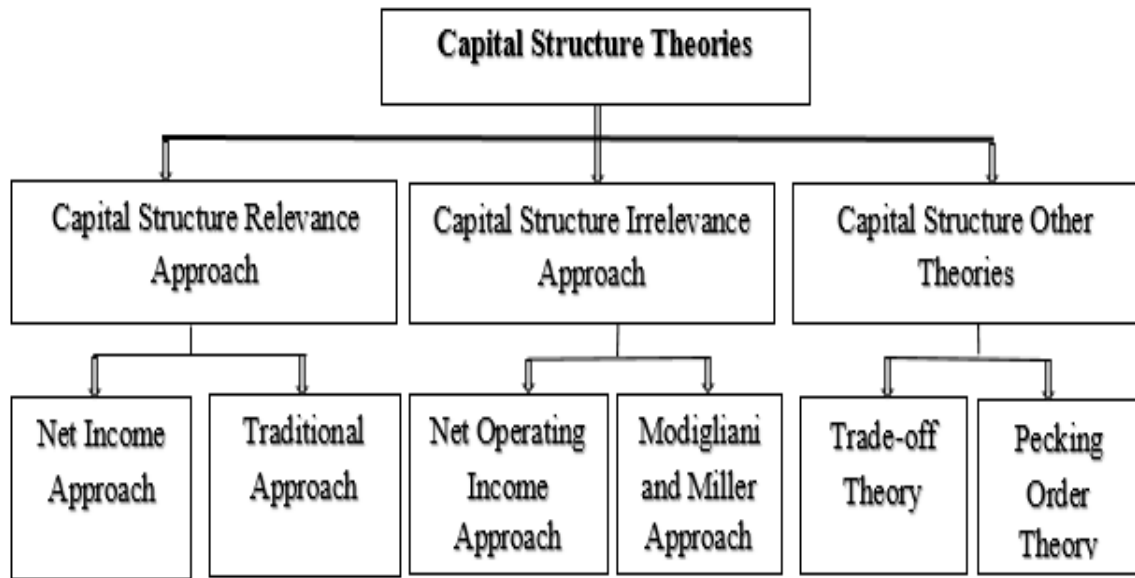 Capital Structure Theories
Capital Structure Relevance
Approach
Capital Structure Irrelevance
Approach
Capital Structure Other
Theories
Net Income
Approach
Traditional
Approach
Net Operating
Income
Approach
Modigliani
and Miller
Approach
Trade-off
Theory
Pecking
Order
Theory